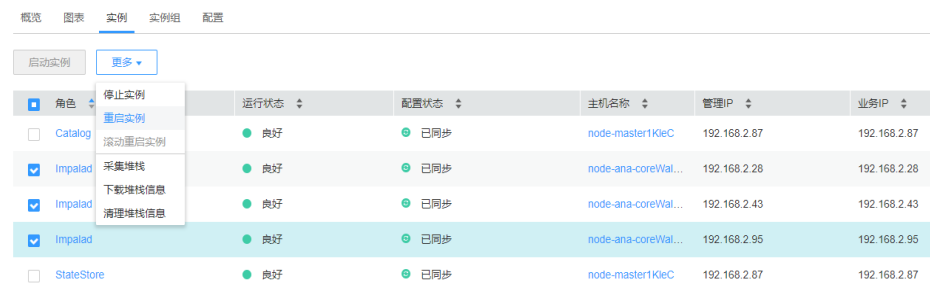 概览 图表 实例 实例组 配置
启动实例 更多
角色 运行状态 配置状态 主机名称 管理IP 业务IP
停止实例
重启实例
滚动重启实例
采集堆栈
下载堆栈信息
清理堆栈信息
Catalog 良好 已同步 node-master1KleC 192.168.2.87 192.168.2.87
Impalad 良好 已同步 node-ana-coreWal... 192.168.2.28 192.168.2.28
Impalad 良好 已同步 node-ana-coreWal... 192.168.2.43 192.168.2.43
Impalad 良好 已同步 node-ana-coreWal... 192.168.2.95 192.168.2.95
StateStore 良好 已同步 node-master1KleC 192.168.2.87 192.168.2.87